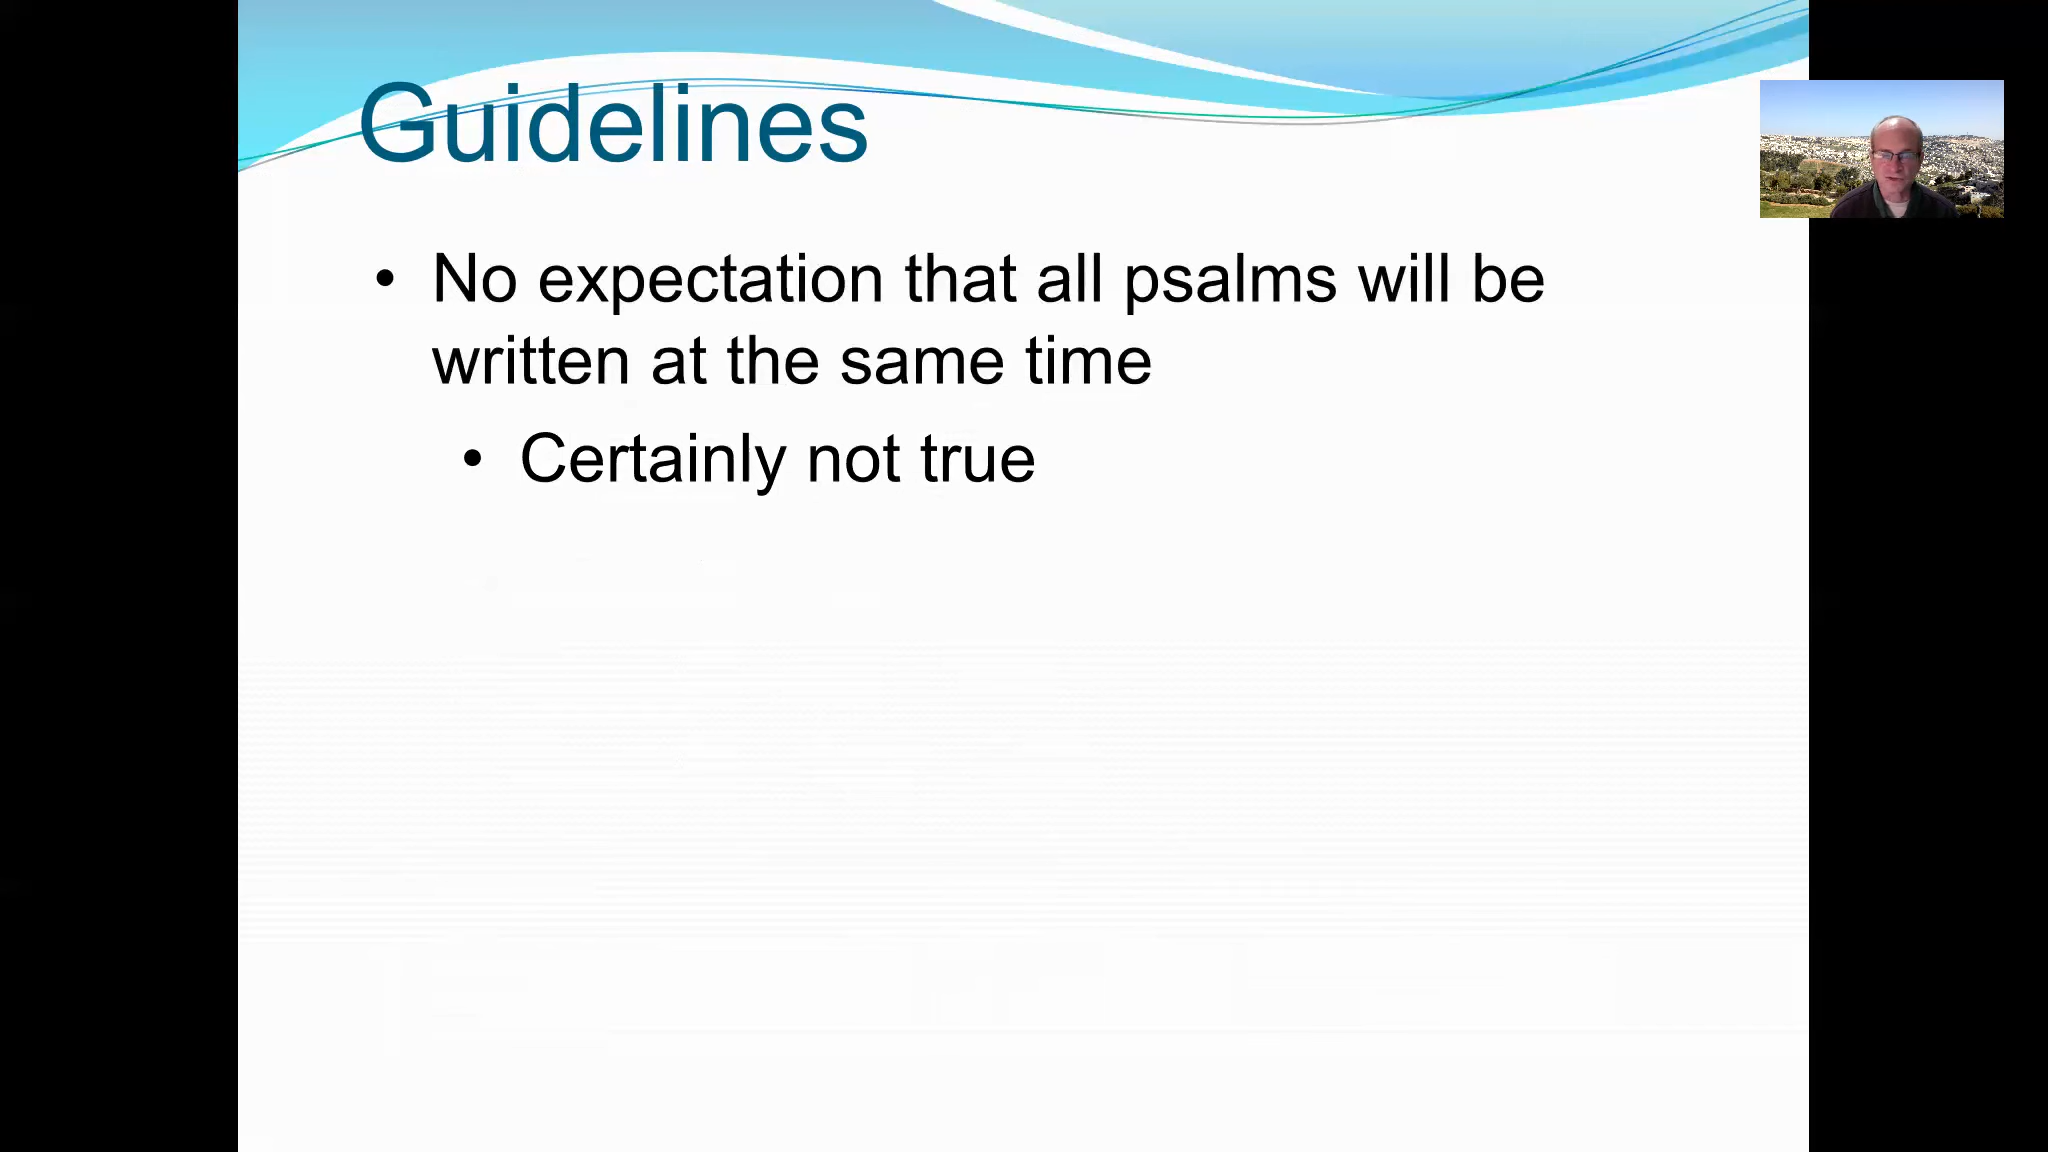 Guidelines
• No expectation that all psalms will be
written at the same time
• Certainly not true